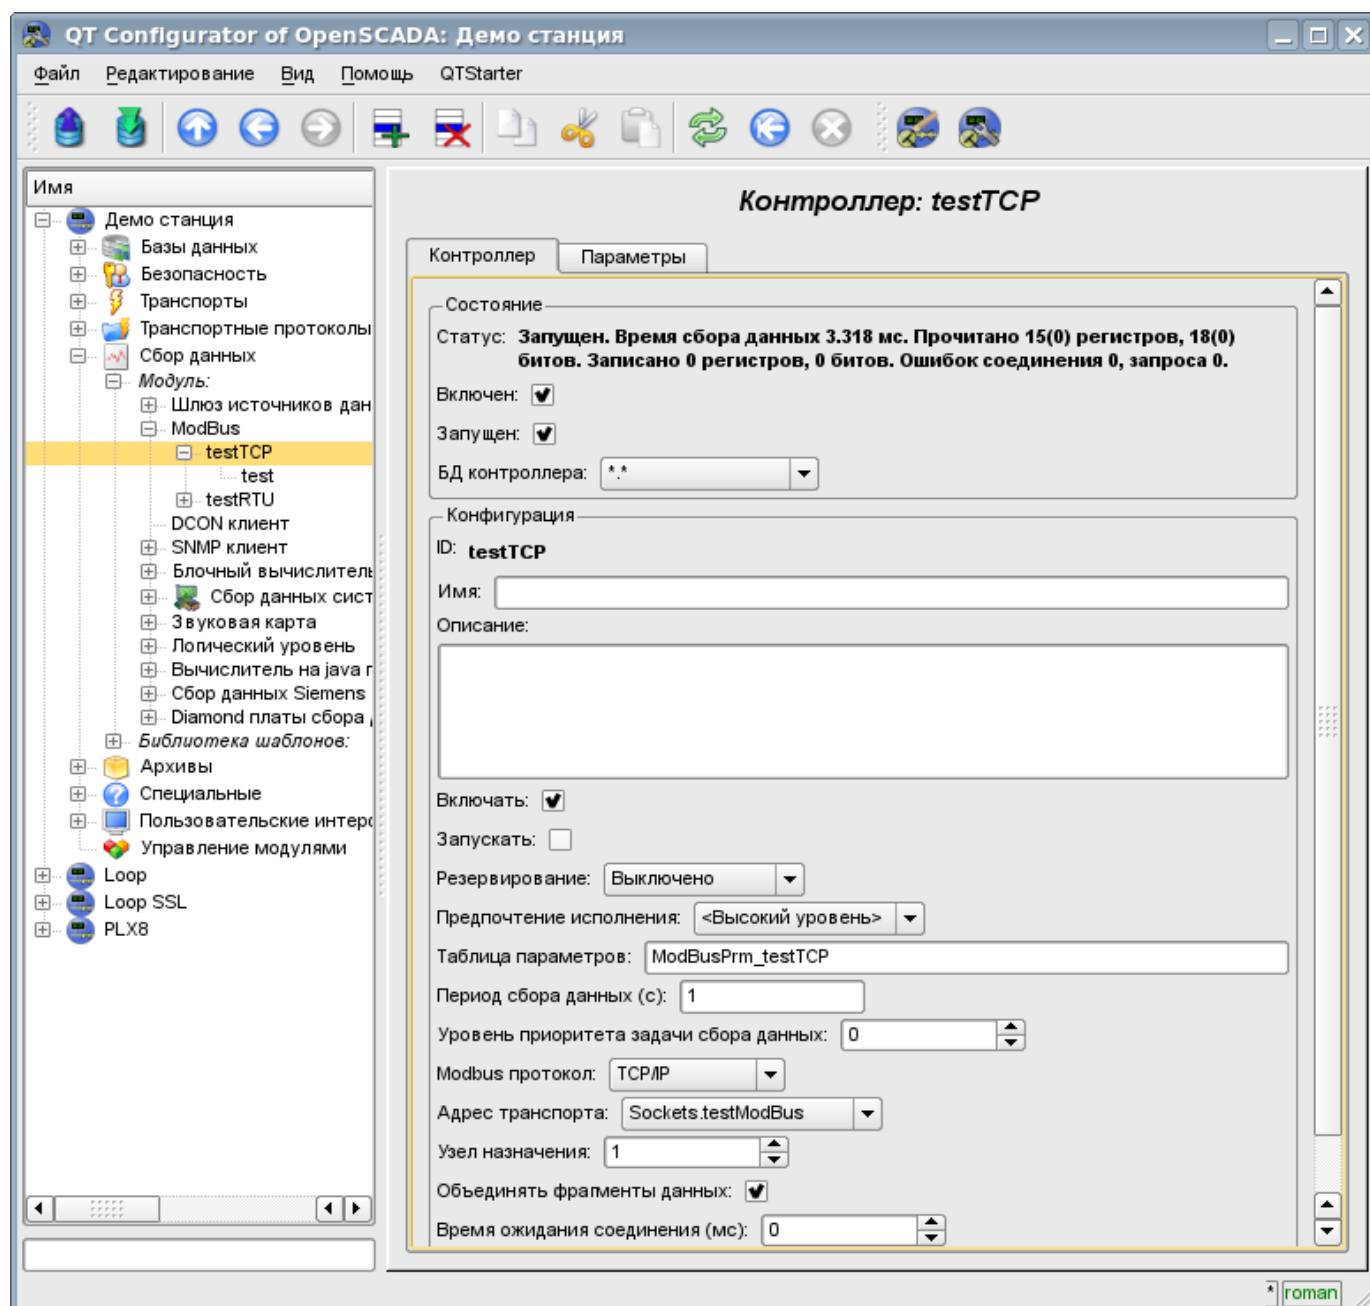 QT Configurator of OpenSCADA: Демо станция
Файл Редактирование Вид Помощь QTStarter
Имя
Демо станция
Базы данных
Безопасность
Транспорты
Транспортные протоколы
Сбор данных
Модуль:
Шлюз источников дан
ModBus
testTCP
test
testRTU
DCON клиент
SNMP клиент
Блочный вычислитель
Сбор данных сист
Звуковая карта
Логический уровень
Вычислитель на java
Сбор данных Siemens
Diamond платы сбора
Библиотека шаблонов:
Архивы
Специальные
Пользовательские интер
Управление модулями
Loop
Loop SSL
PLX8
Контроллер: testTCP
Контроллер Параметры
Состояние
Статус: Запущен. Время сбора данных 3.318 мс. Прочитано 15(0) регистров, 18(0)
битов. Записано 0 регистров, 0 битов. Ошибок соединения 0, запроса 0.
Включен:
Запущен:
БД контроллера: *.*
Конфигурация
ID: testTCP
Имя:
Описание:
Включать:
Запускать:
Резервирование: Выключено
Предпочтение исполнения: <Высокий уровень>
Таблица параметров: ModBusPrm_testTCP
Период сбора данных (с): 1
Уровень приоритета задачи сбора данных: 0
Modbus протокол: TCP/IP
Адрес транспорта: Sockets.testModBus
Узел назначения: 1
Объединять фрагменты данных:
Время ожидания соединения (мс): 0
* roman